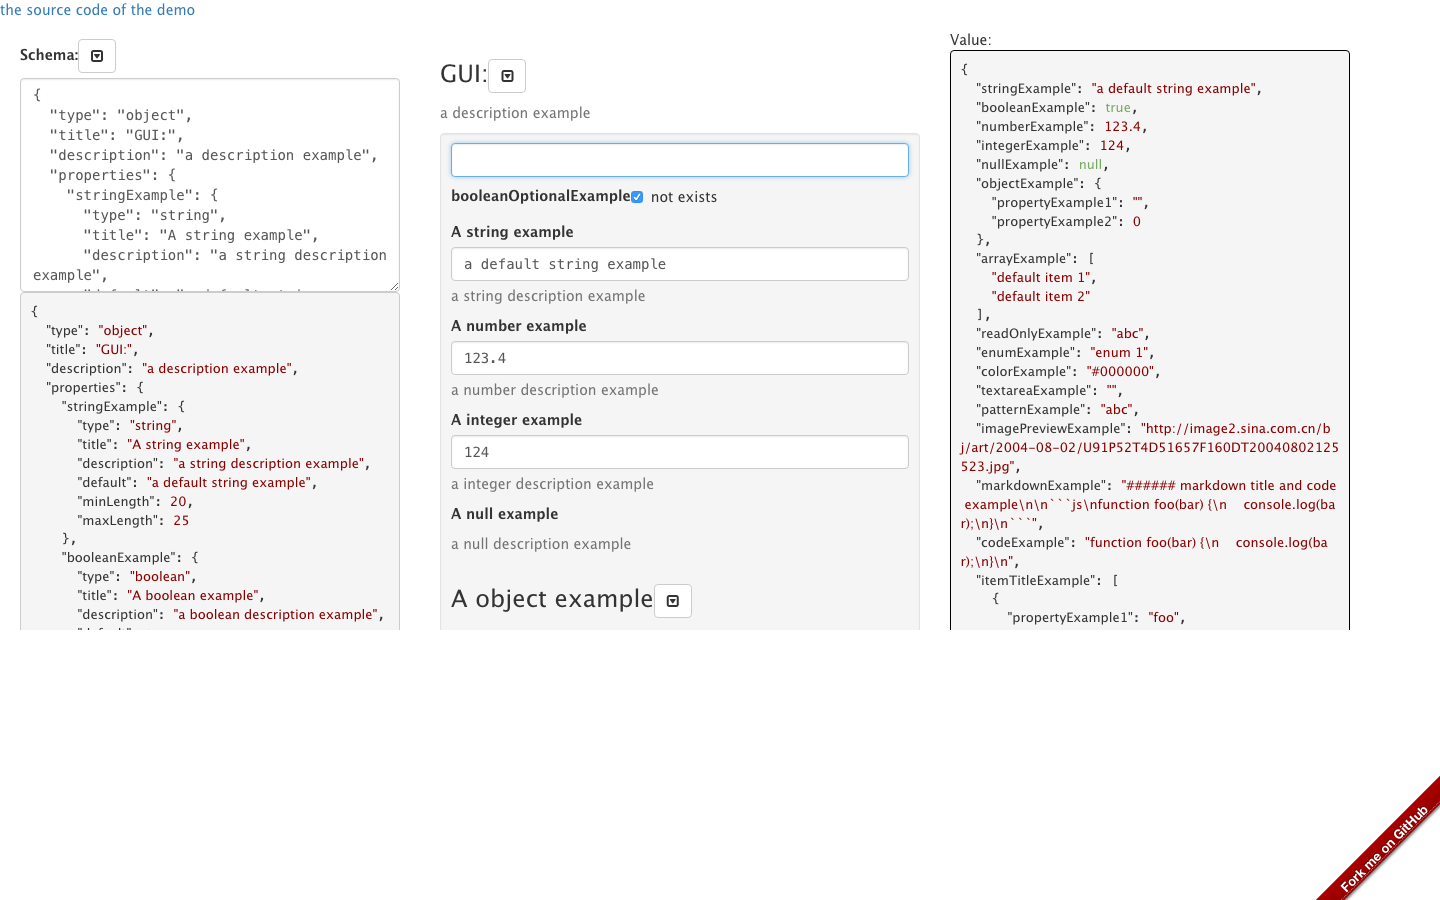 the source code of the demo
Schema:
{
  "type": "object",
  "title": "GUI:",
  "description": "a description example",
  "properties": {
    "stringExample": {
      "type": "string",
      "title": "A string example",
      "description": "a string description
example",
{
  "type": "object",
  "title": "GUI:",
  "description": "a description example",
  "properties": {
    "stringExample": {
      "type": "string",
      "title": "A string example",
      "description": "a string description example",
      "default": "a default string example",
      "minLength": 20,
      "maxLength": 25
    },
    "booleanExample": {
      "type": "boolean",
      "title": "A boolean example",
      "description": "a boolean description example",
GUI:
a description example
booleanOptionalExample not exists
A string example
a default string example
a string description example
A number example
123.4
a number description example
A integer example
124
a integer description example
A null example
a null description example
A object example
Value:
{
  "stringExample": "a default string example",
  "booleanExample": true,
  "numberExample": 123.4,
  "integerExample": 124,
  "nullExample": null,
  "objectExample": {
    "propertyExample1": "",
    "propertyExample2": 0
  },
  "arrayExample": [
    "default item 1",
    "default item 2"
  ],
  "readOnlyExample": "abc",
  "enumExample": "enum 1",
  "colorExample": "#000000",
  "textareaExample": "",
  "patternExample": "abc",
  "imagePreviewExample": "http://image2.sina.com.cn/b
j/art/2004-08-02/U91P52T4D51657F160DT20040802125
523.jpg",
  "markdownExample": "###### markdown title and code
 example\n\n```js\nfunction foo(bar) {\n    console.log(ba
r);\n}\n```",
  "codeExample": "function foo(bar) {\n    console.log(ba
r);\n}\n",
  "itemTitleExample": [
    {
      "propertyExample1": "foo",
Fork me on GitHub